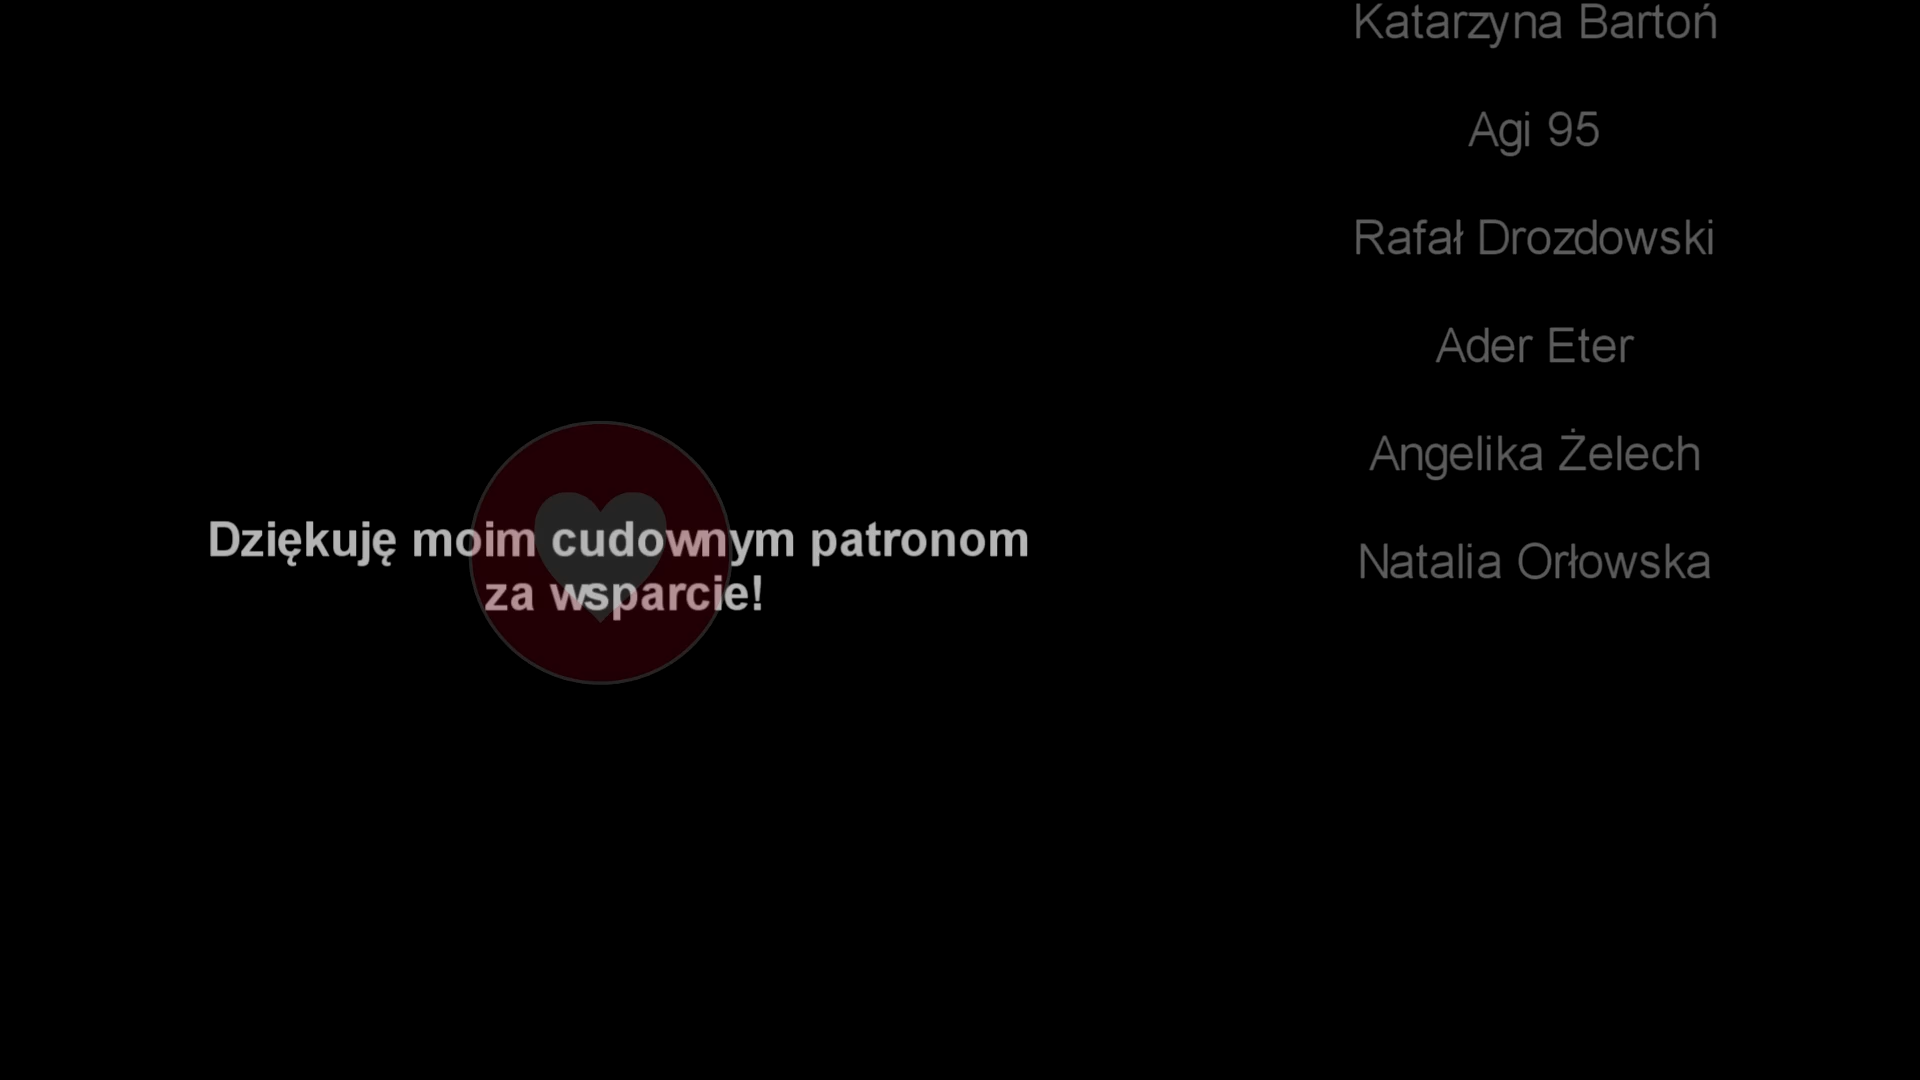 Dziękuję moim cudownym patronom
za wsparcie!
Katarzyna Bartoń
Agi 95
Rafał Drozdowski
Ader Eter
Angelika Żelech
Natalia Orłowska